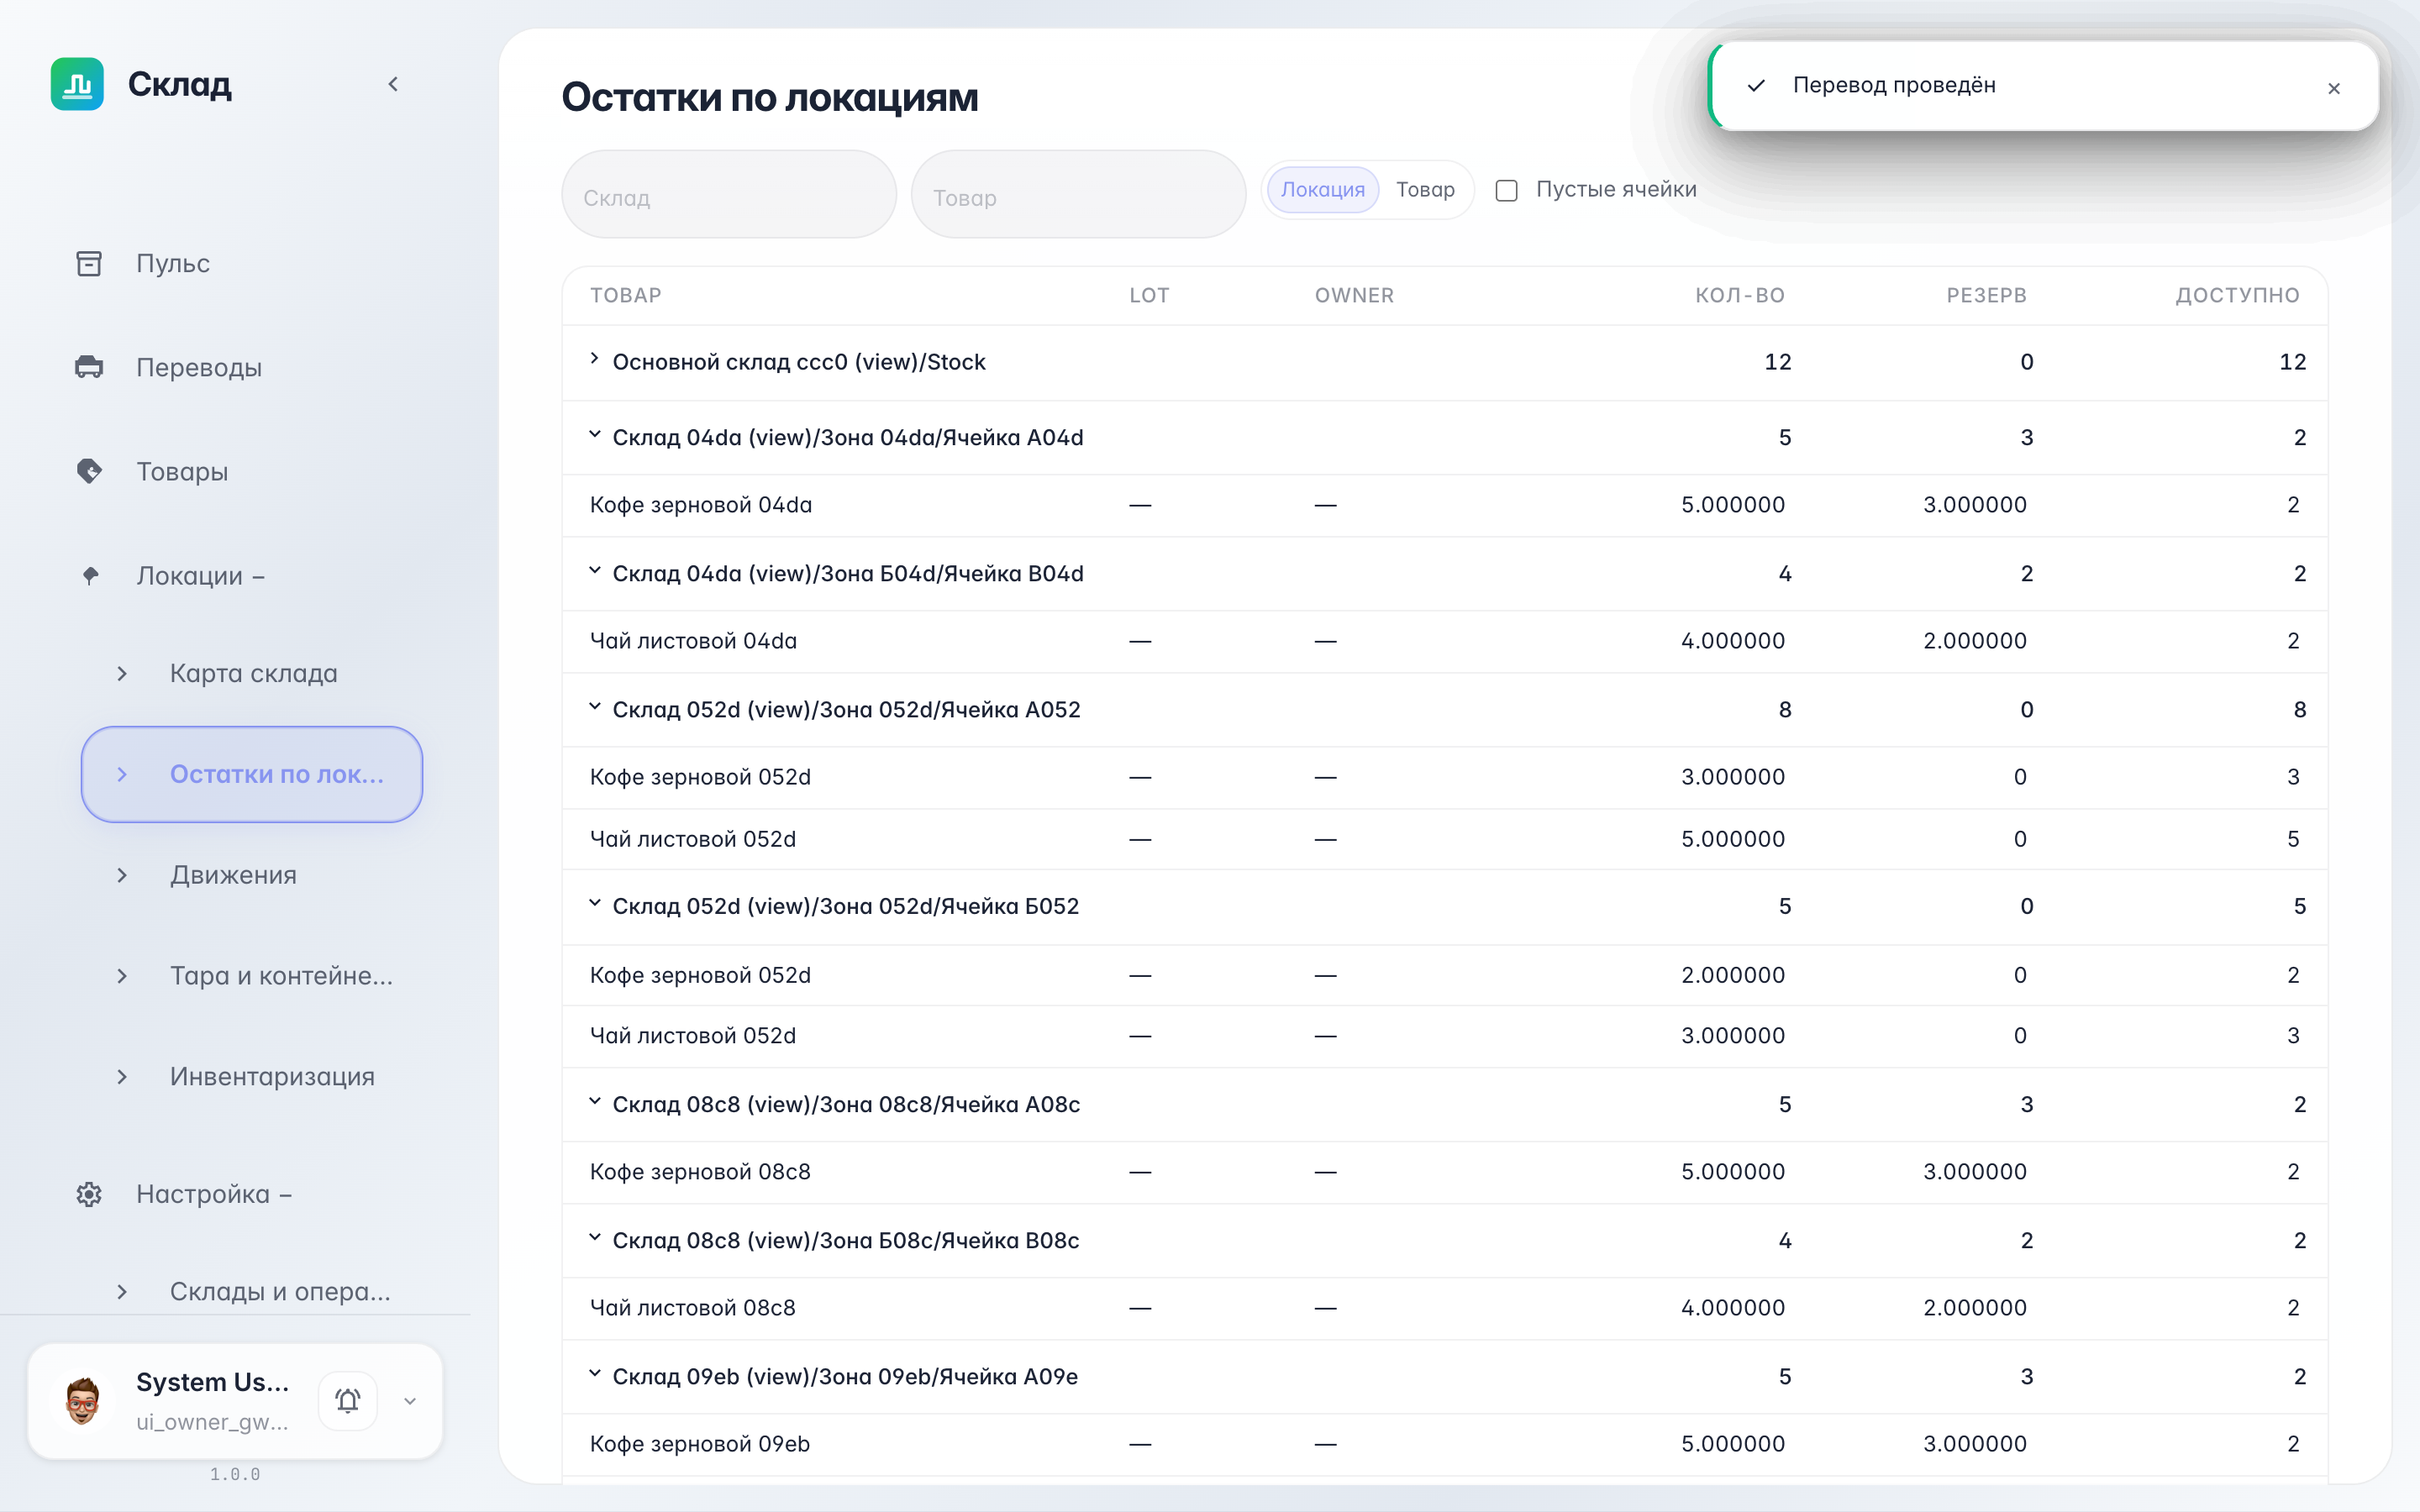 Склад
Пульс
Переводы
Товары
Локации –
Карта склада
Остатки по лок...
Движения
Тара и контейне...
Инвентаризация
Настройка –
Склады и опера...
System Us...
ui_owner_gw...
1.0.0
Остатки по локациям
Перевод проведён
Склад Товар Локация Товар Пустые ячейки
ТОВАР LOT OWNER КОЛ-ВО РЕЗЕРВ ДОСТУПНО
Основной склад ccc0 (view)/Stock 12 0 12
Склад 04da (view)/Зона 04da/Ячейка А04d 5 3 2
Кофе зерновой 04da — — 5.000000 3.000000 2
Склад 04da (view)/Зона Б04d/Ячейка В04d 4 2 2
Чай листовой 04da — — 4.000000 2.000000 2
Склад 052d (view)/Зона 052d/Ячейка А052 8 0 8
Кофе зерновой 052d — — 3.000000 0 3
Чай листовой 052d — — 5.000000 0 5
Склад 052d (view)/Зона 052d/Ячейка Б052 5 0 5
Кофе зерновой 052d — — 2.000000 0 2
Чай листовой 052d — — 3.000000 0 3
Склад 08c8 (view)/Зона 08c8/Ячейка А08c 5 3 2
Кофе зерновой 08c8 — — 5.000000 3.000000 2
Склад 08c8 (view)/Зона Б08c/Ячейка В08c 4 2 2
Чай листовой 08c8 — — 4.000000 2.000000 2
Склад 09eb (view)/Зона 09eb/Ячейка А09e 5 3 2
Кофе зерновой 09eb — — 5.000000 3.000000 2